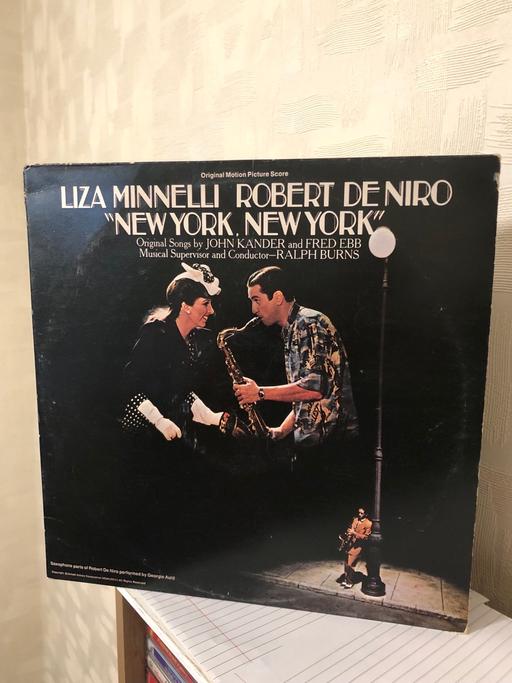 Original Motion Picture Score
LIZA MINNELLI ROBERT DE NIRO
"NEW YORK, NEW YORK"
Original Songs by JOHN KANDER and FRED EBB
Musical Supervisor and Conductor—RALPH BURNS
Saxophone parts of Robert De Niro performed by Georgie Auld